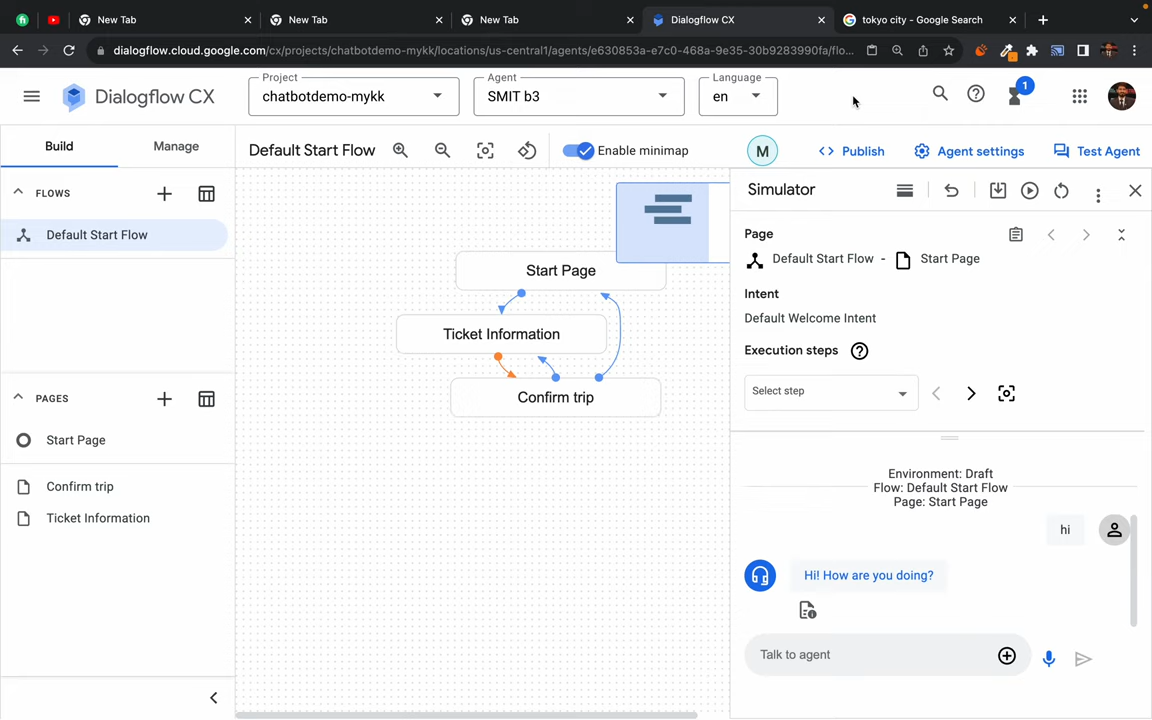 New Tab
New Tab
New Tab
Dialogflow CX
tokyo city - Google Search
dialogflow.cloud.google.com/cx/projects/chatbotdemo-mykk/locations/us-central1/agents/e630853a-e7c0-468a-9e35-30b9283990fa/flo...
Dialogflow CX
Project
chatbotdemo-mykk
Agent
SMIT b3
Language
en
1
Build
Manage
Default Start Flow
Enable minimap
M
Publish
Agent settings
Test Agent
FLOWS
Default Start Flow
PAGES
Start Page
Confirm trip
Ticket Information
Start Page
Ticket Information
Confirm trip
Simulator
Page
Default Start Flow - Start Page
Intent
Default Welcome Intent
Execution steps
Select step
Environment: Draft
Flow: Default Start Flow
Page: Start Page
hi
Hi! How are you doing?
Talk to agent